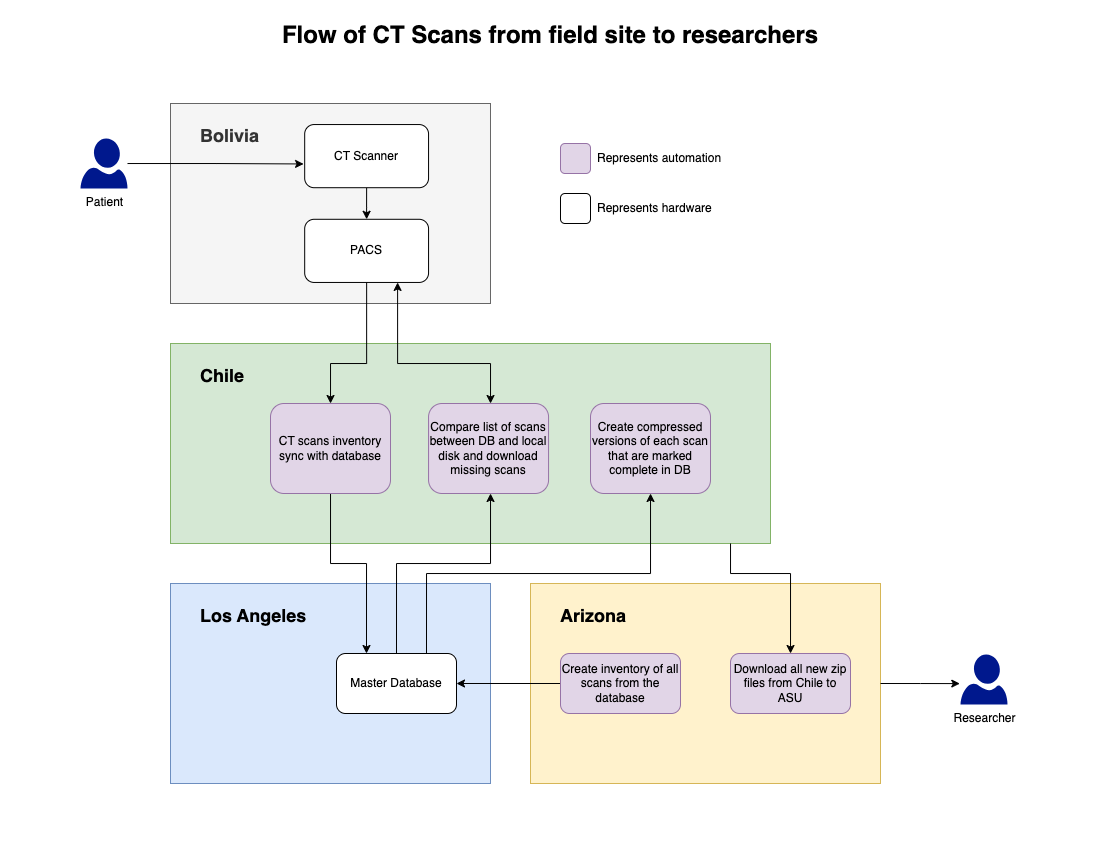 Flow of CT Scans from field site to researchers
Bolivia
CT Scanner
Patient
PACS
Represents automation
Represents hardware
Chile
CT scans inventory
sync with database
Compare list of scans
between DB and local
disk and download
missing scans
Create compressed
versions of each scan
that are marked
complete in DB
Los Angeles
Master Database
Arizona
Create inventory of all
scans from the
database
Download all new zip
files from Chile to
ASU
Researcher